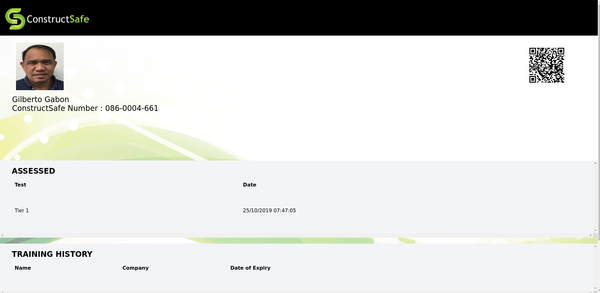 ConstructSafe
Gilberto Gabon
ConstructSafe Number : 086-0004-661
ASSESSED
Test Date
Tier 1 25/10/2019 07:47:05
TRAINING HISTORY
Name Company Date of Expiry